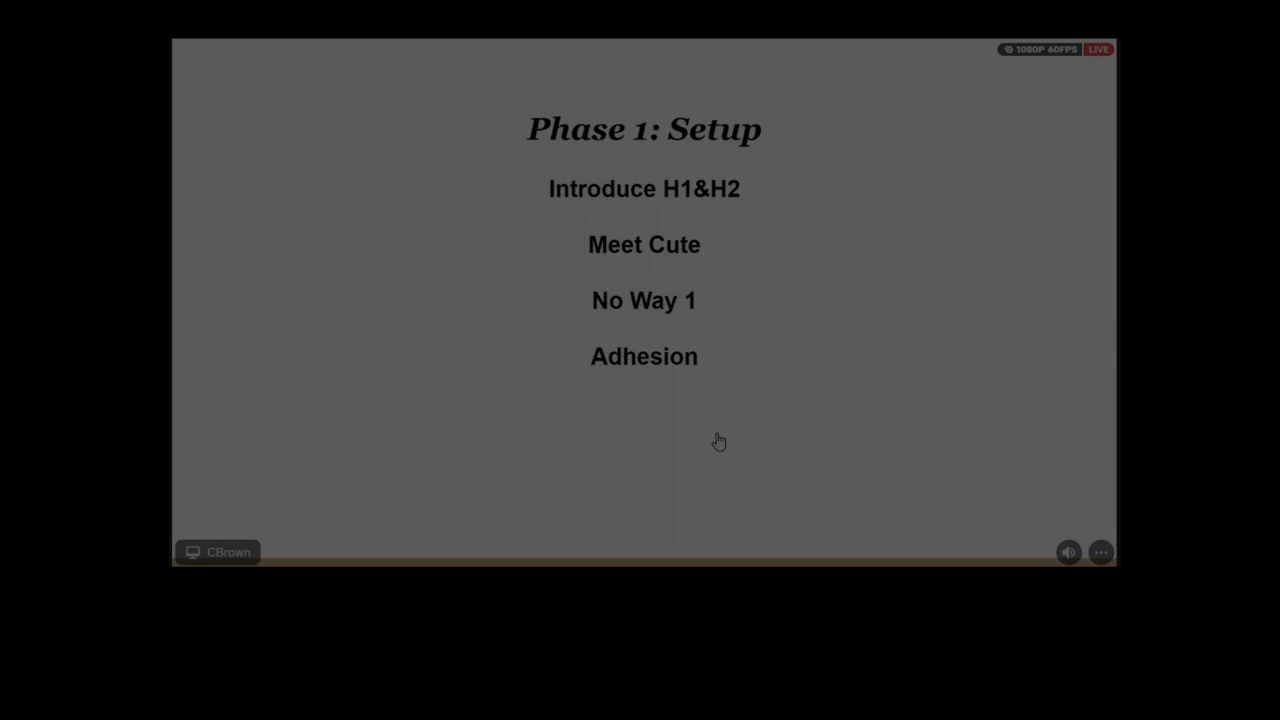 1080P 60FPS LIVE
Phase 1: Setup
Introduce H1&H2
Meet Cute
No Way 1
Adhesion
CBrown